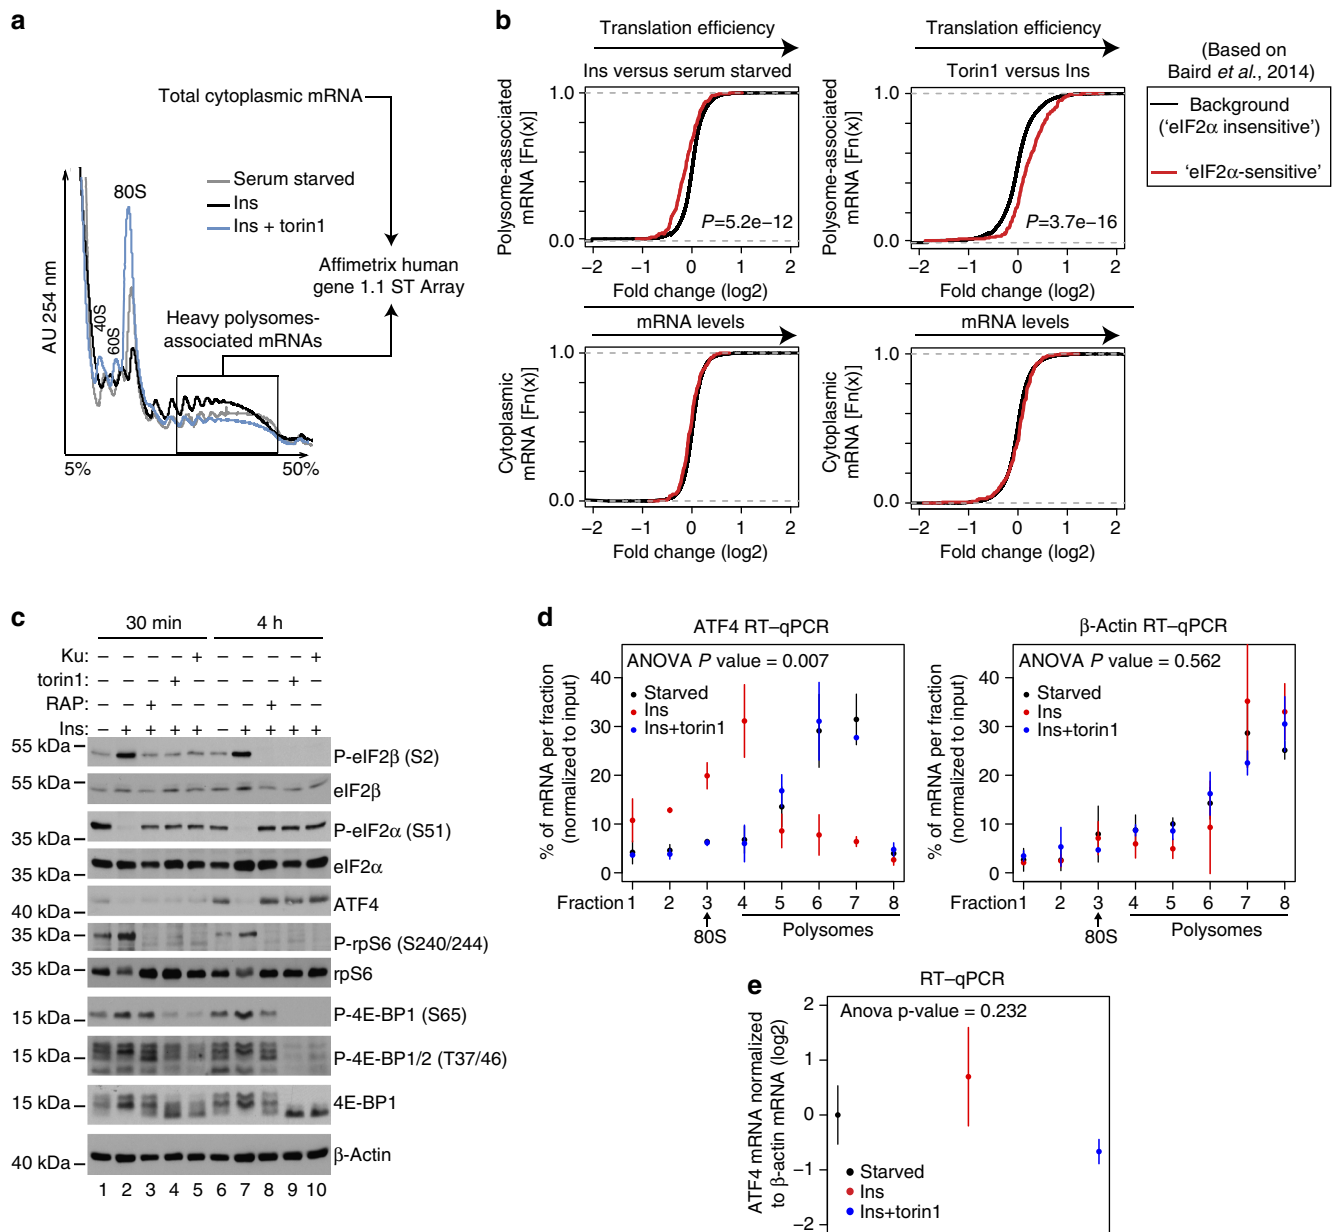 a
Total cytoplasmic mRNA
Serum starved
Ins
Ins + torin1
80S
40S
60S
AU 254 nm
Affimetrix human
gene 1.1 ST Array
Heavy polysomes-
associated mRNAs
5%
50%
b
Translation efficiency
Ins versus serum starved
Polysome-associated
mRNA [Fn(x)]
1.0
0.0
P=5.2e−12
−2 −1 0 1 2
Fold change (log2)
Translation efficiency
Torin1 versus Ins
Polysome-associated
mRNA [Fn(x)]
1.0
0.0
P=3.7e−16
−2 −1 0 1 2
Fold change (log2)
(Based on
Baird et al., 2014)
Background
('eIF2α insensitive')
'eIF2α-sensitive'
mRNA levels
Cytoplasmic
mRNA [Fn(x)]
1.0
0.0
−2 −1 0 1 2
Fold change (log2)
mRNA levels
Cytoplasmic
mRNA [Fn(x)]
1.0
0.0
−2 −1 0 1 2
Fold change (log2)
c
30 min 4 h
Ku: − − − − + − − − − +
torin1: − − − + − − − − + −
RAP: − − + − − − − + − −
Ins: − + + + + − + + + +
55 kDa P-eIF2β (S2)
55 kDa eIF2β
35 kDa P-eIF2α (S51)
35 kDa eIF2α
40 kDa ATF4
35 kDa P-rpS6 (S240/244)
35 kDa rpS6
15 kDa P-4E-BP1 (S65)
15 kDa P-4E-BP1/2 (T37/46)
15 kDa 4E-BP1
40 kDa β-Actin
1 2 3 4 5 6 7 8 9 10
d
ATF4 RT–qPCR
ANOVA P value = 0.007
Starved
Ins
Ins+torin1
% of mRNA per fraction
(normalized to input)
40
30
20
10
0
Fraction 1 2 3 4 5 6 7 8
80S
Polysomes
β-Actin RT–qPCR
ANOVA P value = 0.562
Starved
Ins
Ins+torin1
% of mRNA per fraction
(normalized to input)
40
30
20
10
0
1 2 3 4 5 6 7 8
80S
Polysomes
e
RT–qPCR
Anova p-value = 0.232
ATF4 mRNA normalized
to β-actin mRNA (log2)
2
1
0
−1
−2
Starved
Ins
Ins+torin1